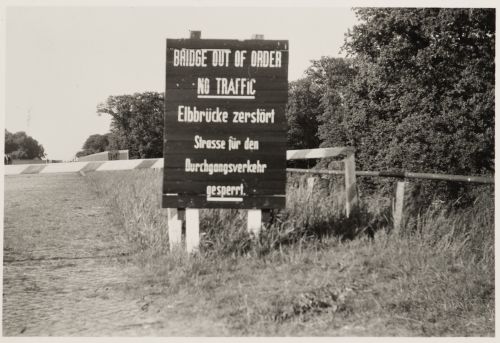 BRIDGE OUT OF ORDER
NO TRAFFIC
Elbbrücke zerstört
Strasse für den
Durchgangsverkehr
gesperrt.